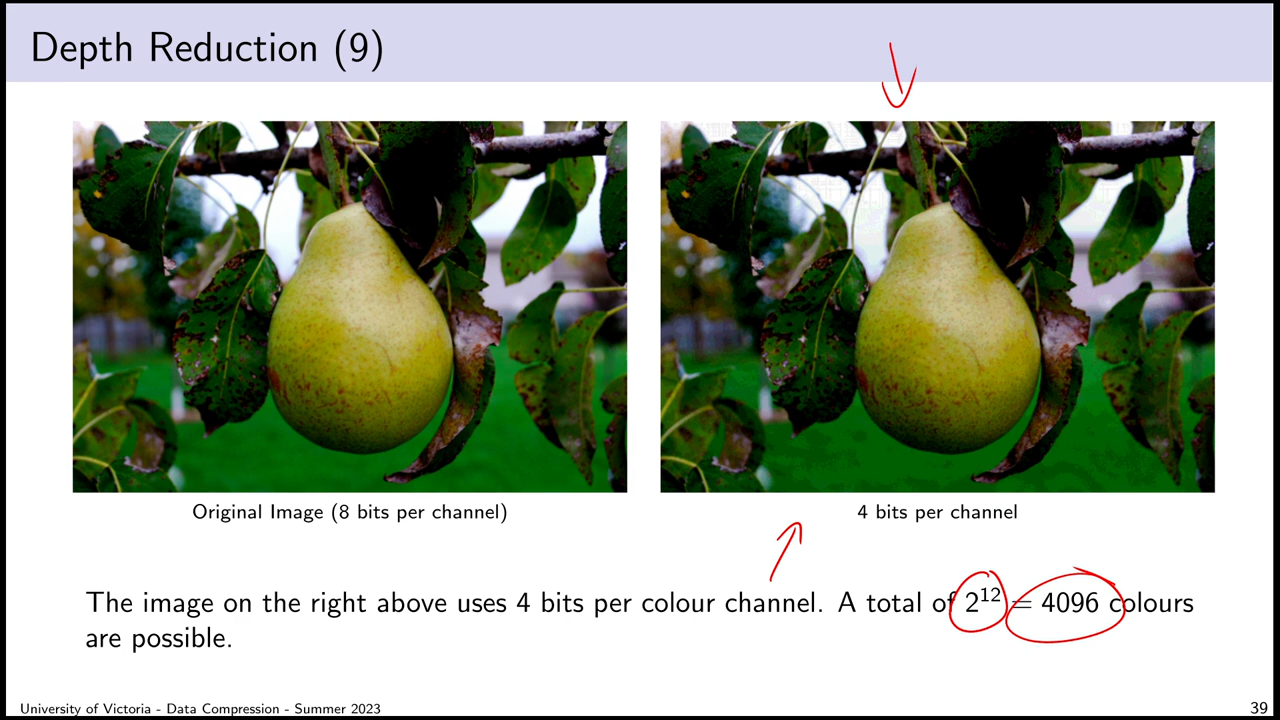 Depth Reduction (9)
Original Image (8 bits per channel)
4 bits per channel
The image on the right above uses 4 bits per colour channel. A total of 2¹² = 4096 colours
are possible.
University of Victoria - Data Compression - Summer 2023
39